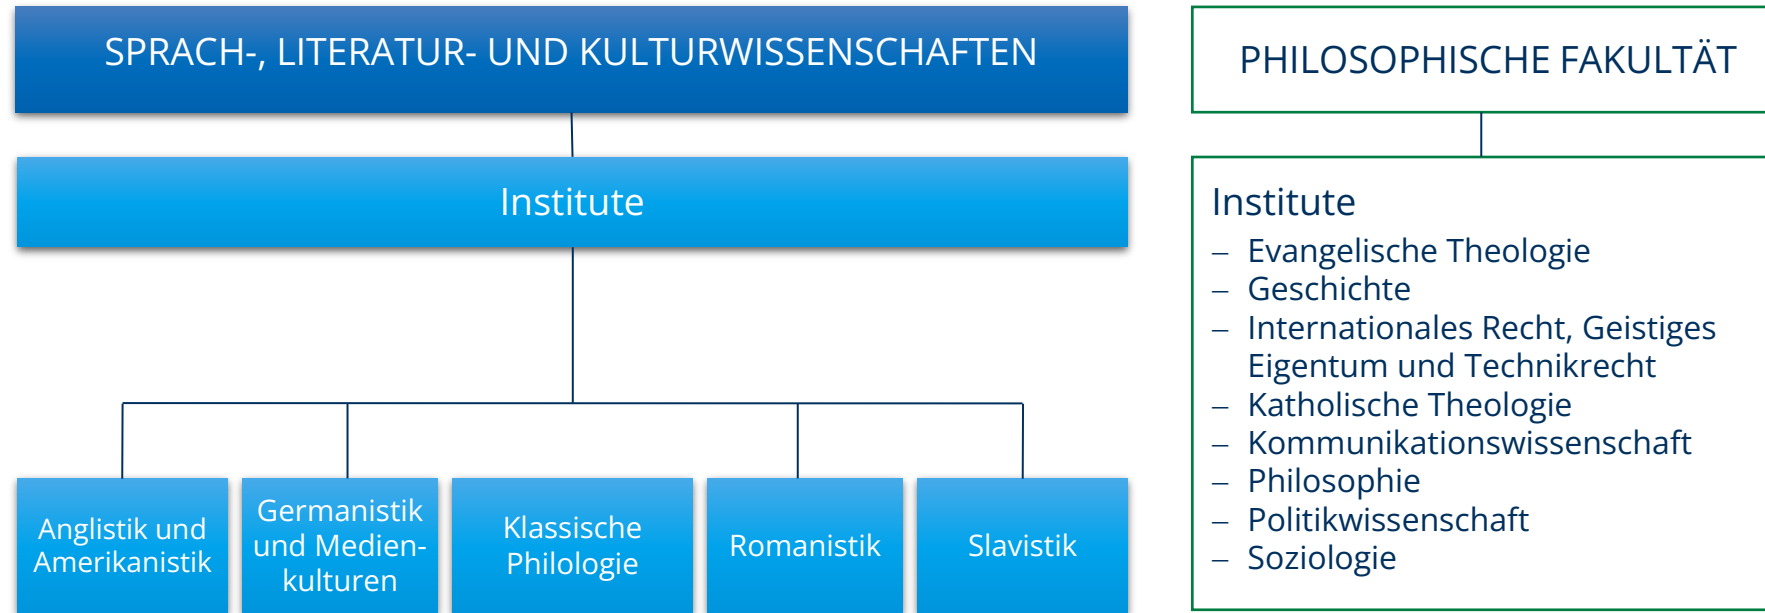 SPRACH-, LITERATUR- UND KULTURWISSENSCHAFTEN
Institute
Anglistik und
Amerikanistik
Germanistik
und Medien-
kulturen
Klassische
Philologie
Romanistik
Slavistik
PHILOSOPHISCHE FAKULTÄT
Institute
– Evangelische Theologie
– Geschichte
– Internationales Recht, Geistiges
Eigentum und Technikrecht
– Katholische Theologie
– Kommunikationswissenschaft
– Philosophie
– Politikwissenschaft
– Soziologie